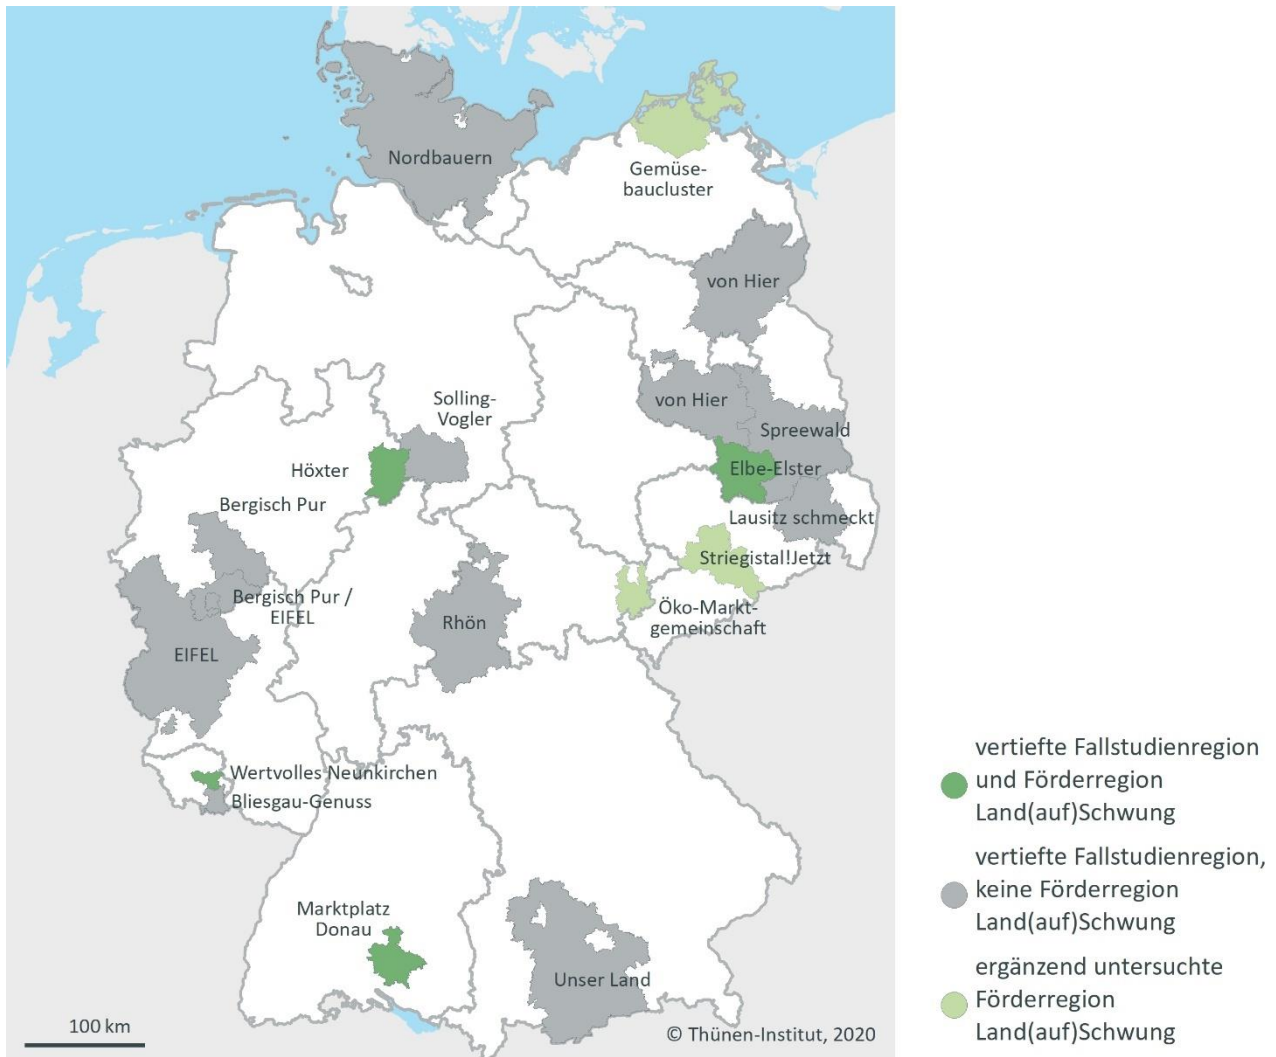 Nordbauern
Gemüse-
baucluster
von Hier
von Hier
Solling-
Vogler
Spreewald
Höxter
Elbe-Elster
Bergisch Pur
Lausitz schmeckt
Striegistal!Jetzt
Bergisch Pur /
EIFEL
Öko-Markt-
gemeinschaft
Rhön
EIFEL
Wertvolles Neunkirchen
Bliesgau-Genuss
Marktplatz
Donau
Unser Land
100 km
© Thünen-Institut, 2020
vertiefte Fallstudienregion
und Förderregion
Land(auf)Schwung
vertiefte Fallstudienregion,
keine Förderregion
Land(auf)Schwung
ergänzend untersuchte
Förderregion
Land(auf)Schwung